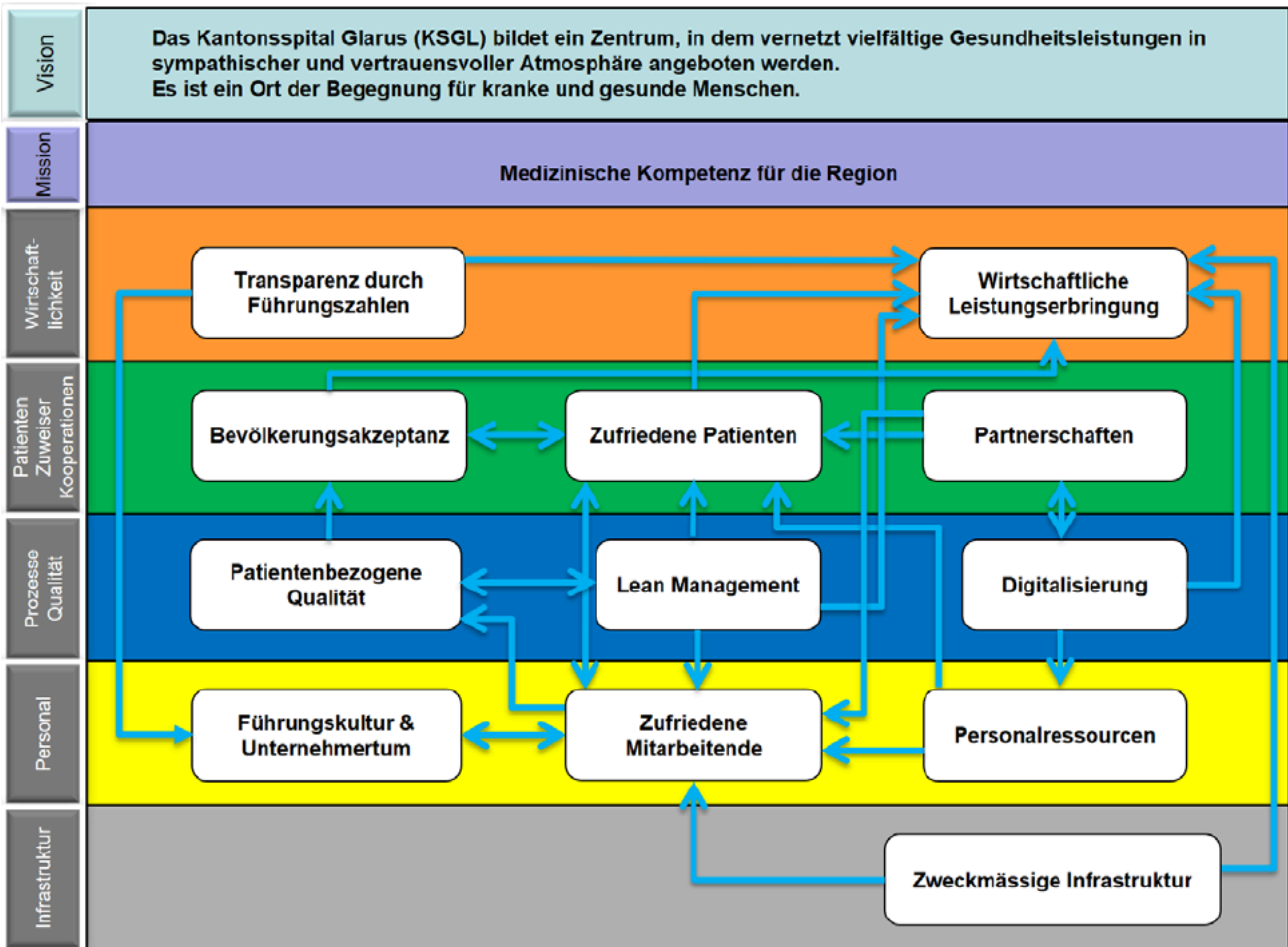 Vision
Das Kantonsspital Glarus (KSGL) bildet ein Zentrum, in dem vernetzt vielfältige Gesundheitsleistungen in
sympathischer und vertrauensvoller Atmosphäre angeboten werden.
Es ist ein Ort der Begegnung für kranke und gesunde Menschen.
Mission
Medizinische Kompetenz für die Region
Wirtschaft-
lichkeit
Transparenz durch
Führungszahlen
Wirtschaftliche
Leistungserbringung
Patienten
Zuweiser
Kooperationen
Bevölkerungsakzeptanz
Zufriedene Patienten
Partnerschaften
Prozesse
Qualität
Patientenbezogene
Qualität
Lean Management
Digitalisierung
Personal
Führungskultur &
Unternehmertum
Zufriedene
Mitarbeitende
Personalressourcen
Infrastruktur
Zweckmässige Infrastruktur